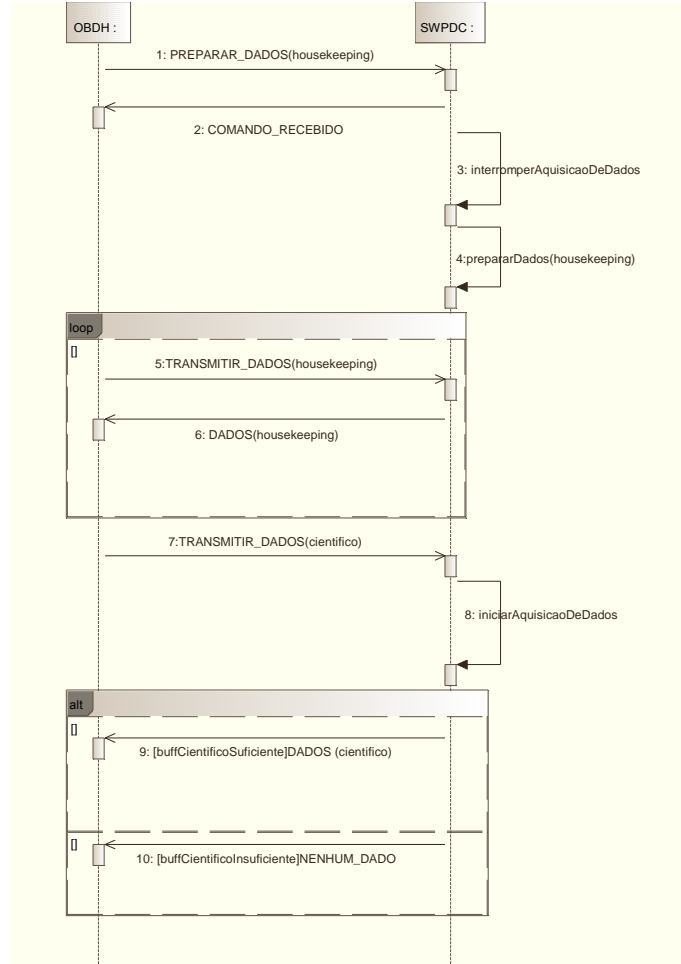 OBDH :
SWPDC :
1: PREPARAR_DADOS(housekeeping)
2: COMANDO_RECEBIDO
3: interromperAquisicaoDeDados
4:prepararDados(housekeeping)
loop
[]
5:TRANSMITIR_DADOS(housekeeping)
6: DADOS(housekeeping)
7:TRANSMITIR_DADOS(cientifico)
8: iniciarAquisicaoDeDados
alt
[]
9: [buffCientificoSuficiente]DADOS (cientifico)
[]
10: [buffCientificoInsuficiente]NENHUM_DADO